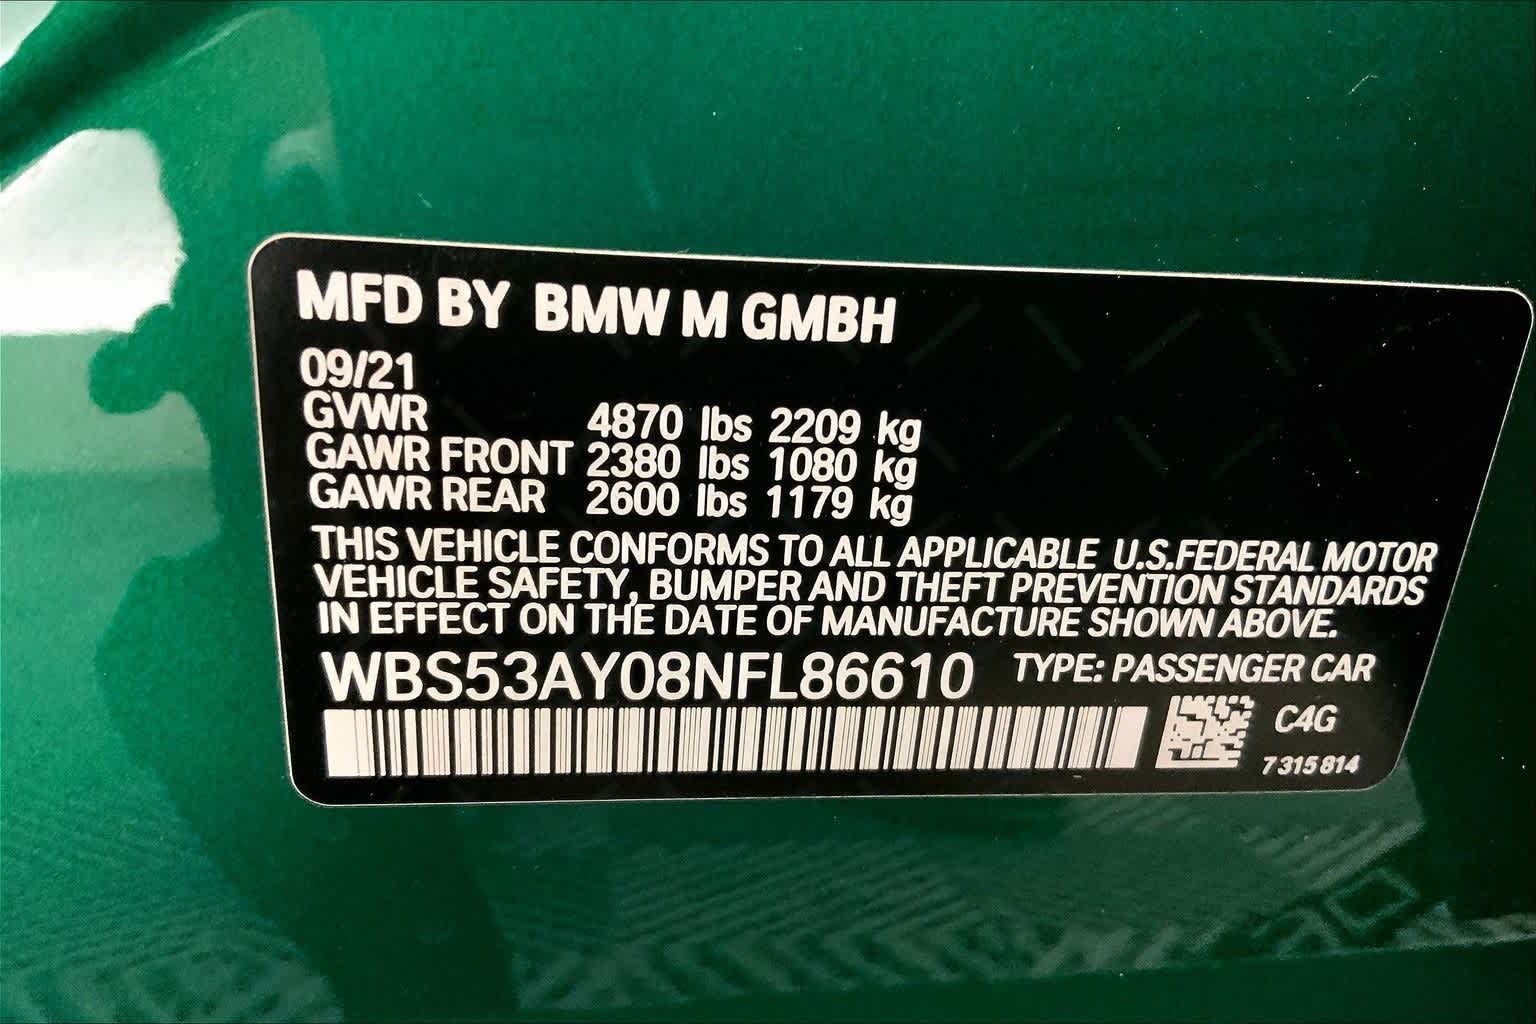 MFD BY BMW M GMBH
09/21
GVWR 4870 lbs 2209 kg
GAWR FRONT 2380 lbs 1080 kg
GAWR REAR 2600 lbs 1179 kg
THIS VEHICLE CONFORMS TO ALL APPLICABLE U.S.FEDERAL MOTOR
VEHICLE SAFETY, BUMPER AND THEFT PREVENTION STANDARDS
IN EFFECT ON THE DATE OF MANUFACTURE SHOWN ABOVE.
WBS53AY08NFL86610 TYPE: PASSENGER CAR
C4G
7 315 814